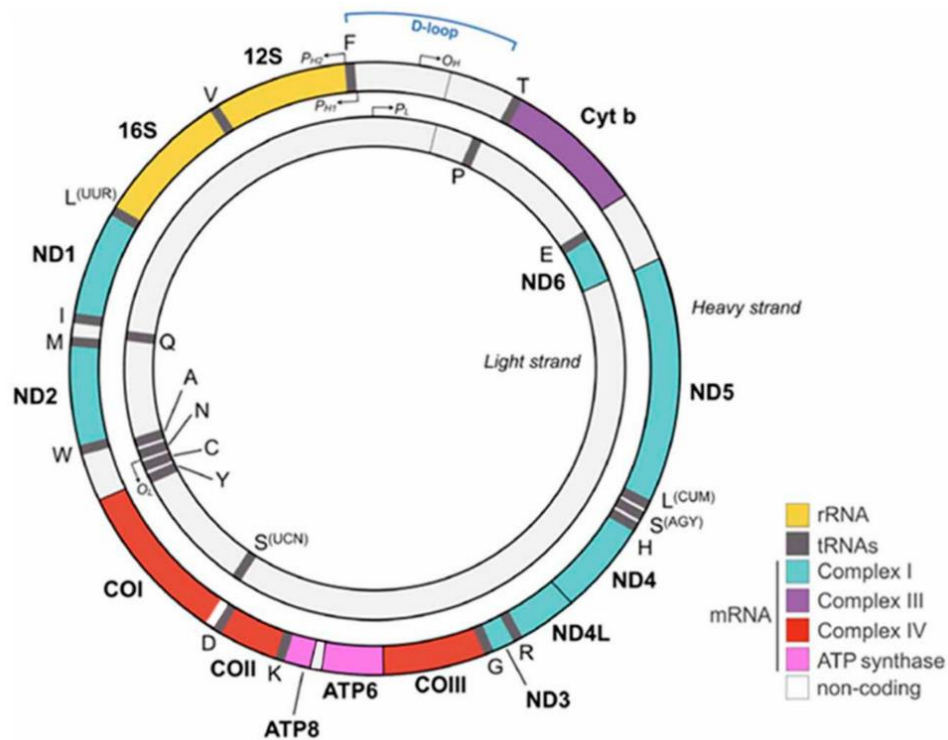 D-loop
F
12S
P_H2
O_H
T
V
P_H1
P_L
Cyt b
16S
P
L(UUR)
E
ND1
ND6
Heavy strand
I
M
Q
Light strand
A
ND2
N
ND5
W
C
Y
O_L
L(CUM)
S(AGY)
S(UCN)
H
ND4
COI
ND4L
D
R
COII
K
G
ATP6
COIII
ND3
ATP8
rRNA
tRNAs
Complex I
mRNA
Complex III
Complex IV
ATP synthase
non-coding